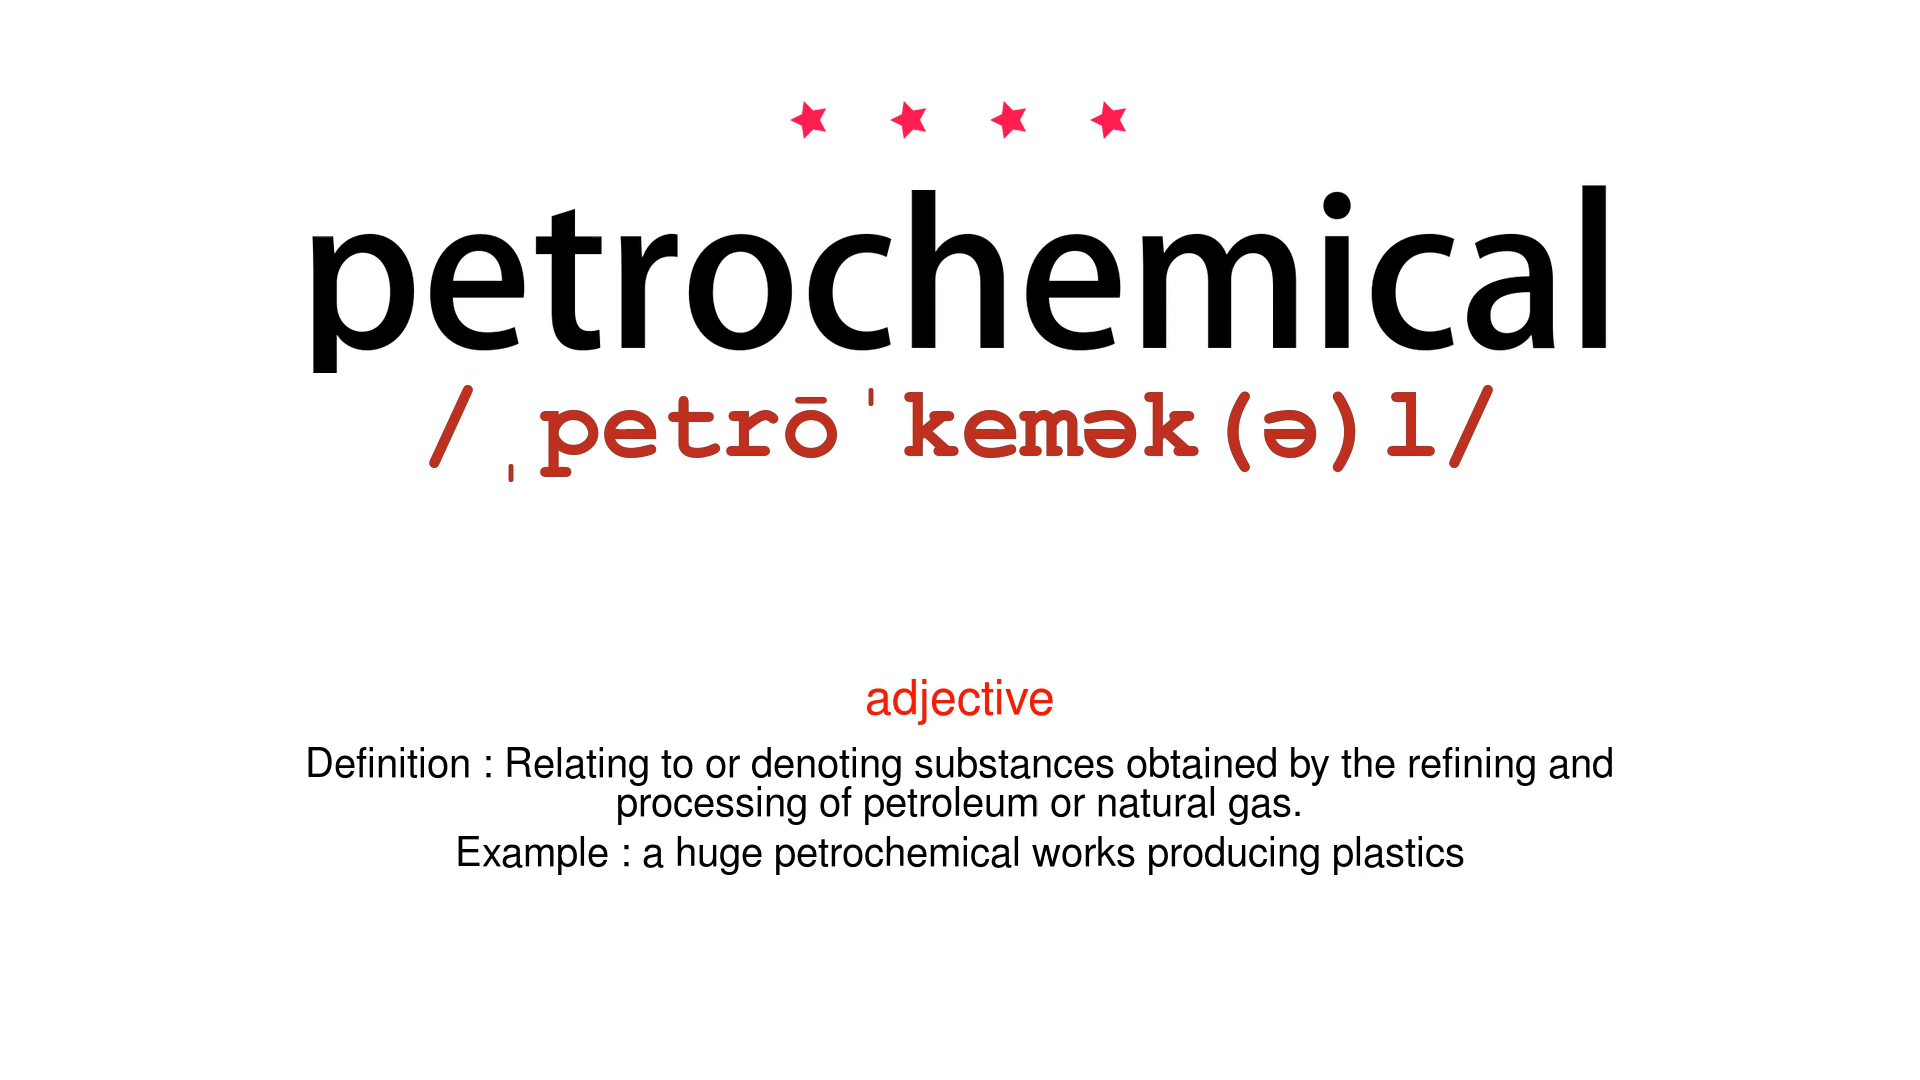 petrochemical
/ˌpetrōˈkemək(ə)l/
adjective
Definition : Relating to or denoting substances obtained by the refining and
processing of petroleum or natural gas.
Example : a huge petrochemical works producing plastics